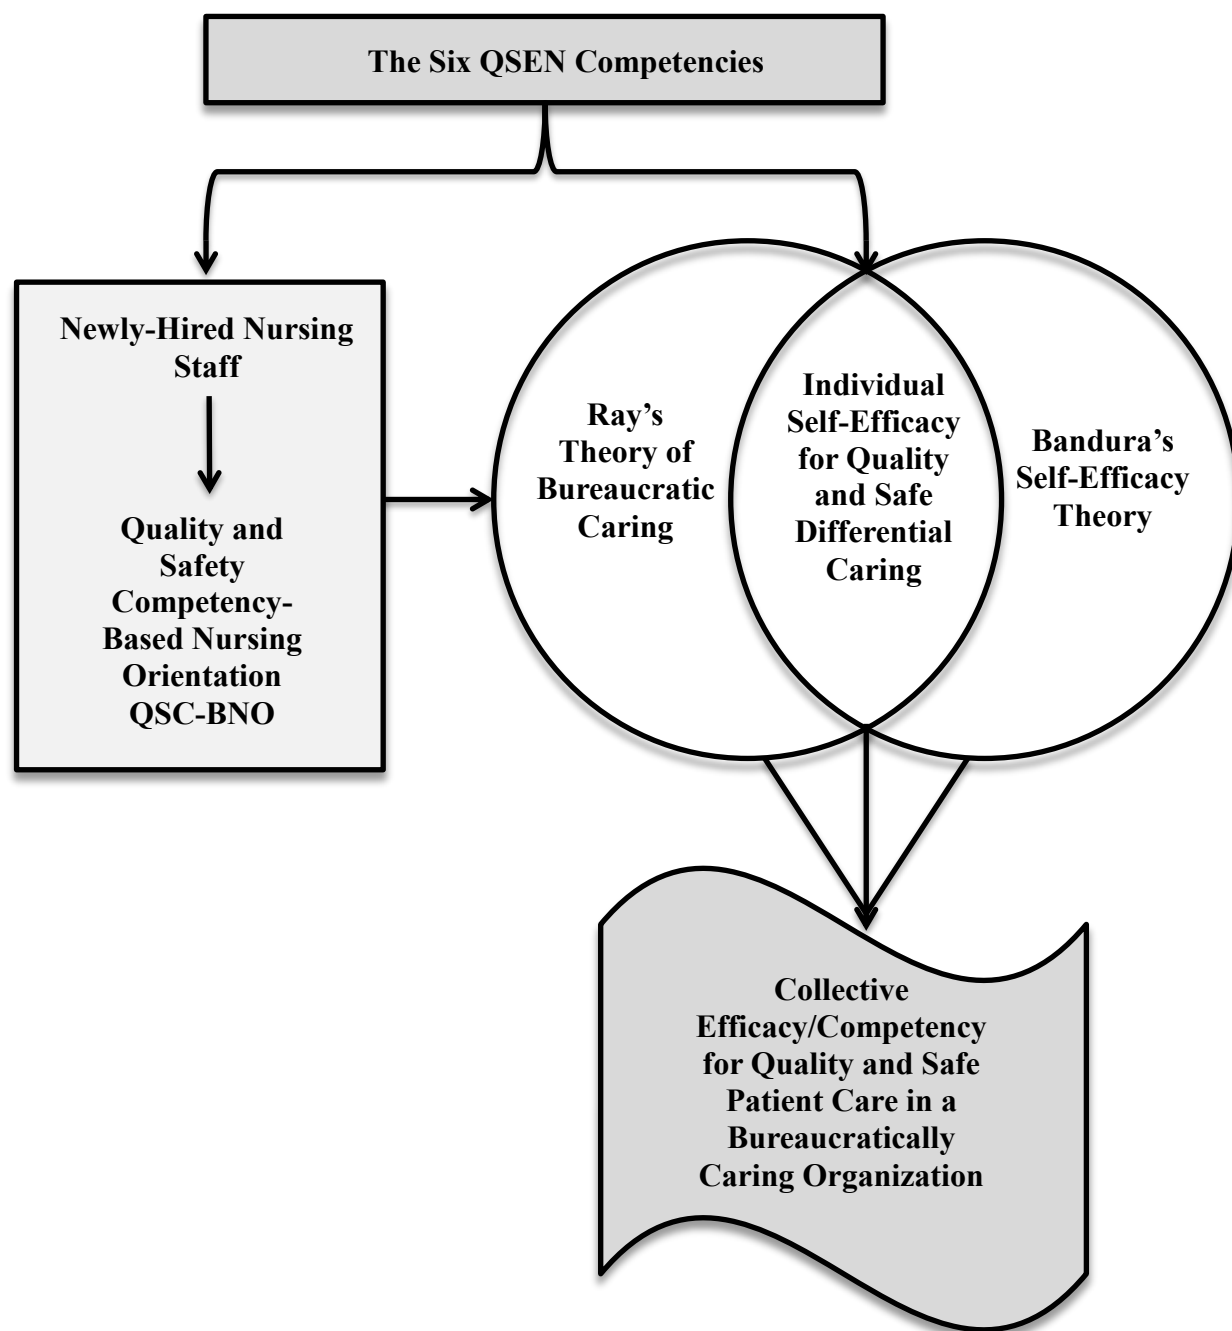 The Six QSEN Competencies
Newly-Hired Nursing
Staff
Quality and
Safety
Competency-
Based Nursing
Orientation
QSC-BNO
Ray’s
Theory of
Bureaucratic
Caring
Individual
Self-Efficacy
for Quality
and Safe
Differential
Caring
Bandura’s
Self-Efficacy
Theory
Collective
Efficacy/Competency
for Quality and Safe
Patient Care in a
Bureaucratically
Caring Organization